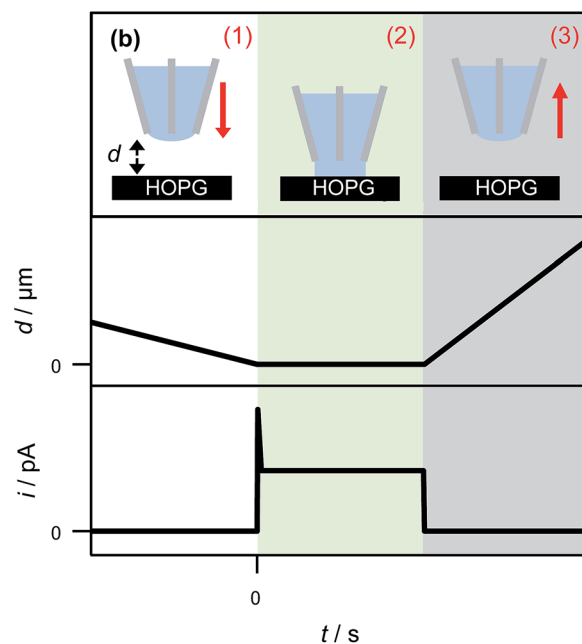 (b) (1) (2) (3)
d
HOPG HOPG HOPG
d / µm
0
i / pA
0
0
t / s